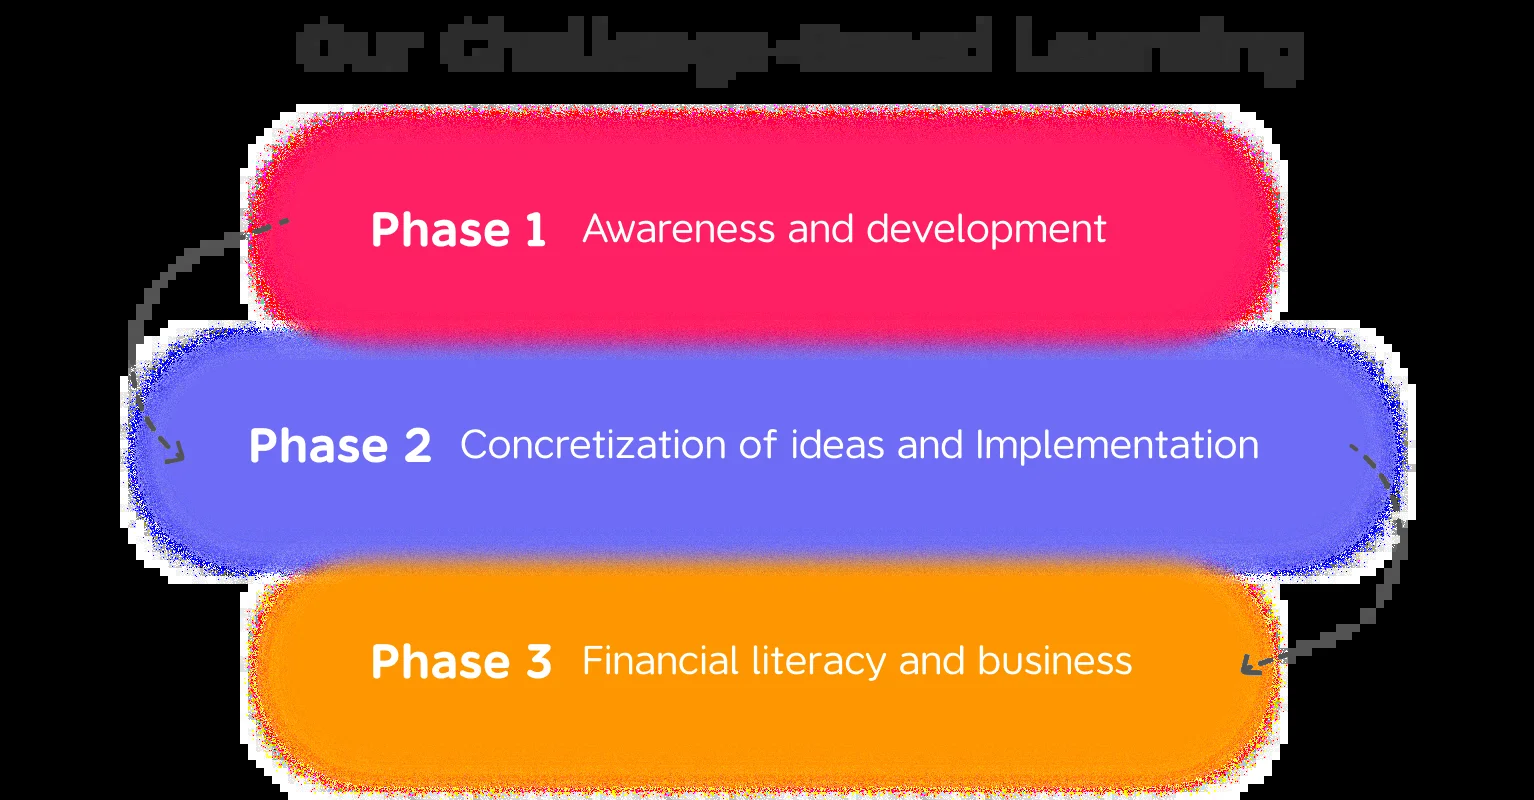 Our Challenge-Based Learning
Phase 1 Awareness and development
Phase 2 Concretization of ideas and Implementation
Phase 3 Financial literacy and business